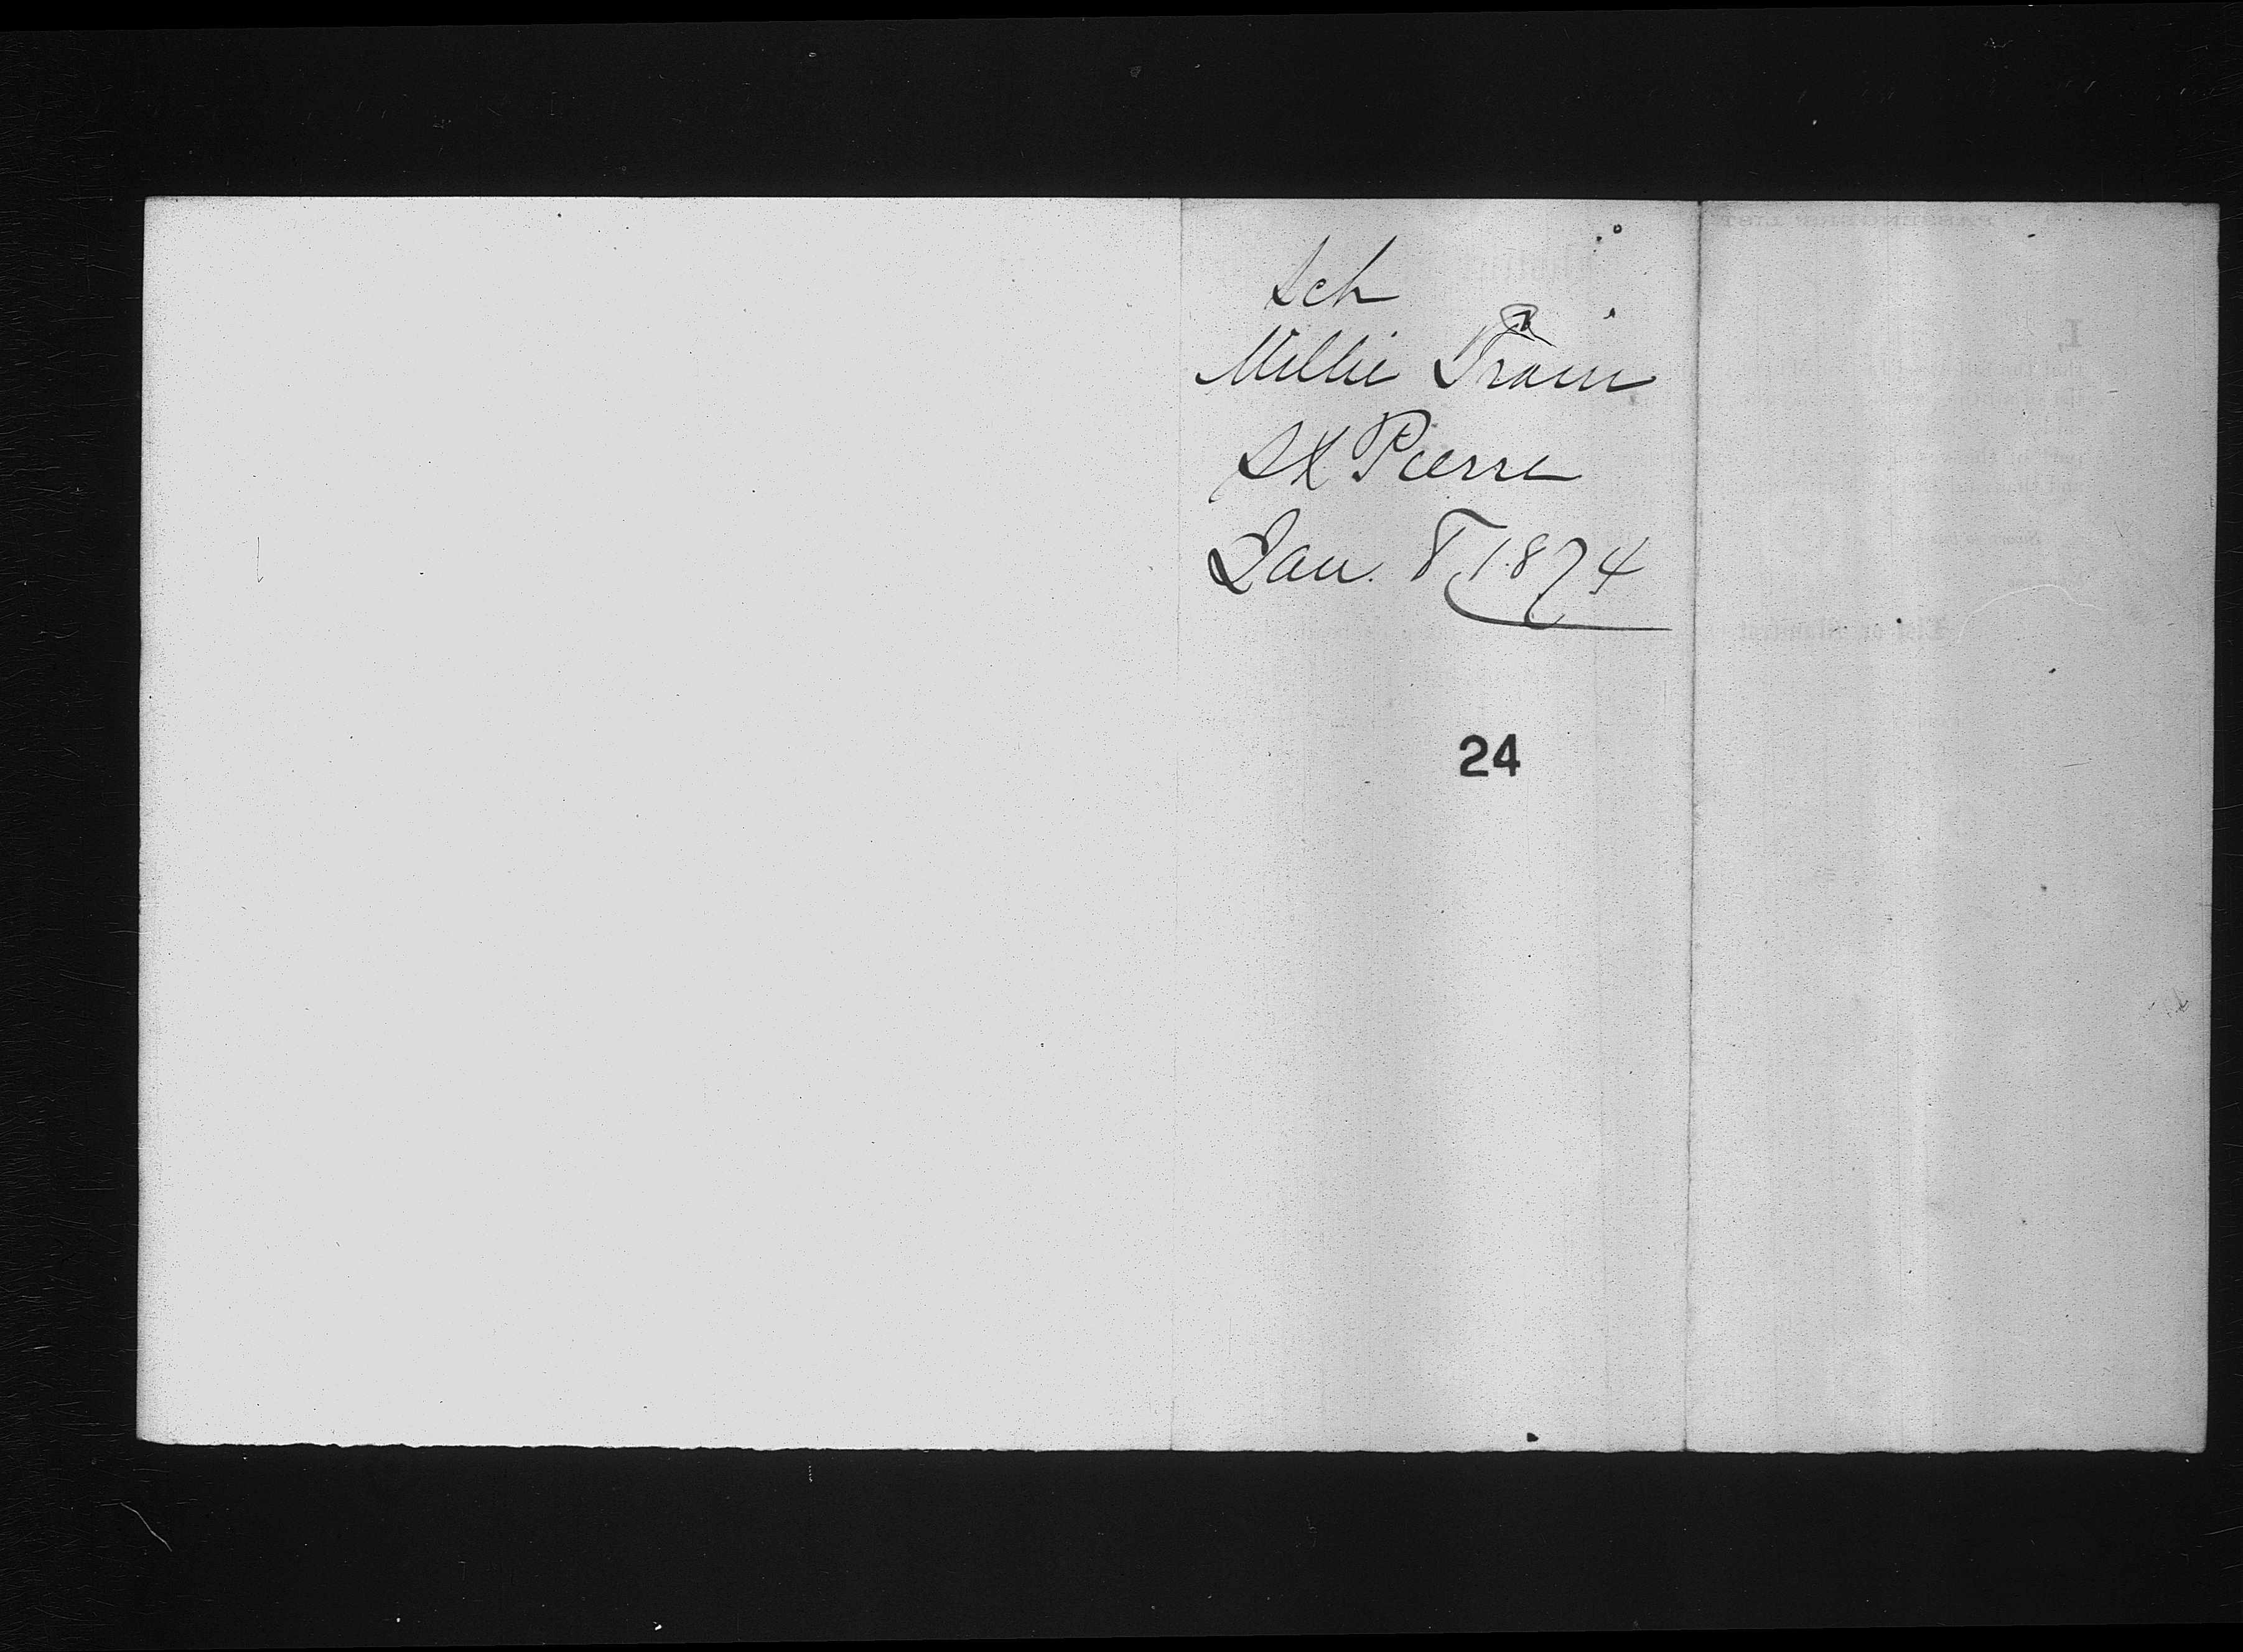 Sch
Millie Train
St Pierre
Jan. 8 1874
24